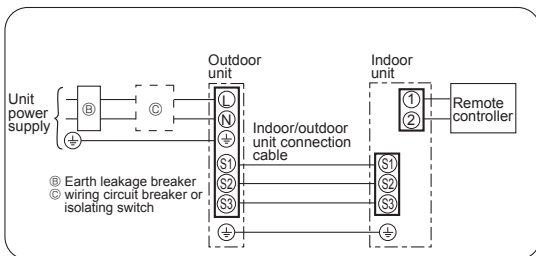 Outdoor
unit
Indoor
unit
Unit
power
supply
Ⓑ
Ⓒ
L
N
S1
S2
S3
Indoor/outdoor
unit connection
cable
1
2
Remote
controller
S1
S2
S3
Ⓑ Earth leakage breaker
Ⓒ wiring circuit breaker or
isolating switch